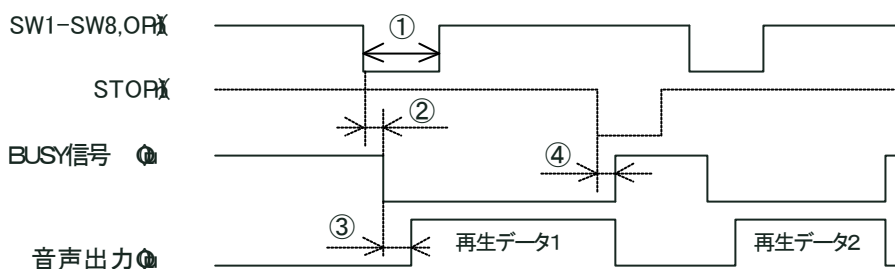 SW1-SW8,OP
①
STOP
②
BUSY信号
④
③
再生データ1
再生データ2
音声出力